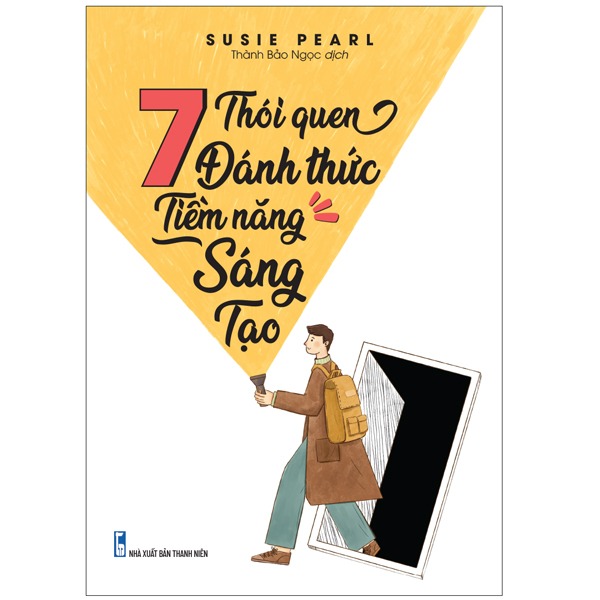 SUSIE PEARL
Thành Bảo Ngọc dịch
7 Thói quen
Đánh thức
Tiềm năng
Sáng
Tạo
NHÀ XUẤT BẢN THANH NIÊN